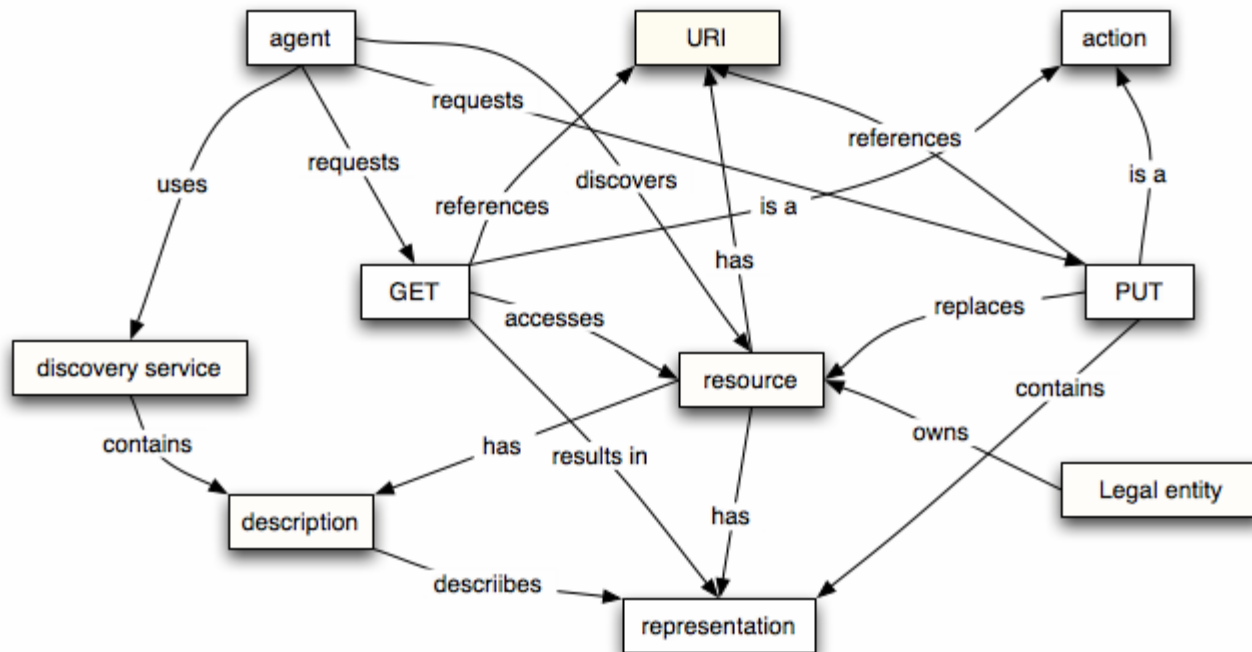 agent
URI
action
requests
references
requests
discovers
is a
uses
references
is a
has
GET
PUT
accesses
replaces
discovery service
resource
contains
contains
has
results in
owns
Legal entity
description
has
descriibes
representation